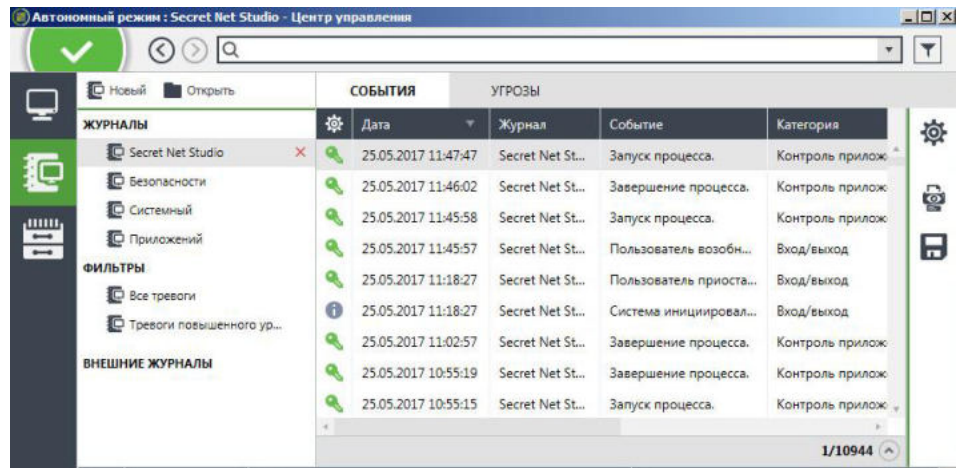 Автономный режим : Secret Net Studio - Центр управления
Новый Открыть
СОБЫТИЯ УГРОЗЫ
ЖУРНАЛЫ
Secret Net Studio
Безопасности
Системный
Приложений
ФИЛЬТРЫ
Все тревоги
Тревоги повышенного ур...
ВНЕШНИЕ ЖУРНАЛЫ
Дата Журнал Событие Категория
25.05.2017 11:47:47 Secret Net St... Запуск процесса. Контроль прилож
25.05.2017 11:46:02 Secret Net St... Завершение процесса. Контроль прилож
25.05.2017 11:45:58 Secret Net St... Запуск процесса. Контроль прилож
25.05.2017 11:45:57 Secret Net St... Пользователь возобн... Вход/выход
25.05.2017 11:18:27 Secret Net St... Пользователь приоста... Вход/выход
25.05.2017 11:18:27 Secret Net St... Система инициировал... Вход/выход
25.05.2017 11:02:57 Secret Net St... Завершение процесса. Контроль прилож
25.05.2017 10:55:19 Secret Net St... Завершение процесса. Контроль прилож
25.05.2017 10:55:15 Secret Net St... Запуск процесса. Контроль прилож
1/10944